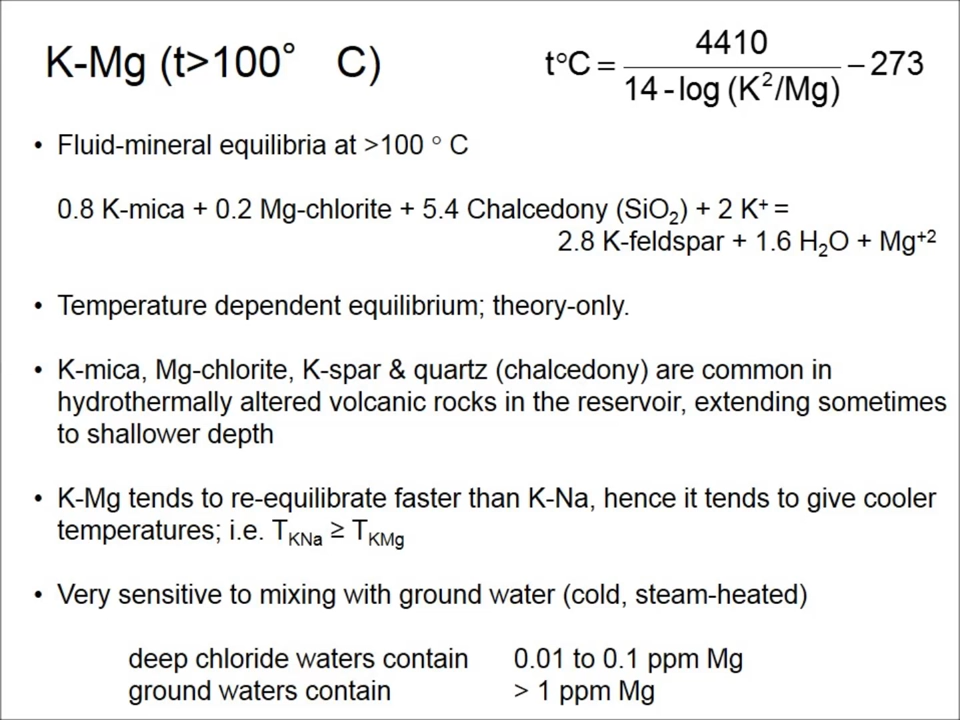 K-Mg (t>100° C)
t°C = 4410 / 14 - log (K²/Mg) – 273
• Fluid-mineral equilibria at >100 ° C
0.8 K-mica + 0.2 Mg-chlorite + 5.4 Chalcedony (SiO₂) + 2 K⁺ =
2.8 K-feldspar + 1.6 H₂O + Mg⁺²
• Temperature dependent equilibrium; theory-only.
• K-mica, Mg-chlorite, K-spar & quartz (chalcedony) are common in
hydrothermally altered volcanic rocks in the reservoir, extending sometimes
to shallower depth
• K-Mg tends to re-equilibrate faster than K-Na, hence it tends to give cooler
temperatures; i.e. T_KNa ≥ T_KMg
• Very sensitive to mixing with ground water (cold, steam-heated)
deep chloride waters contain 0.01 to 0.1 ppm Mg
ground waters contain > 1 ppm Mg